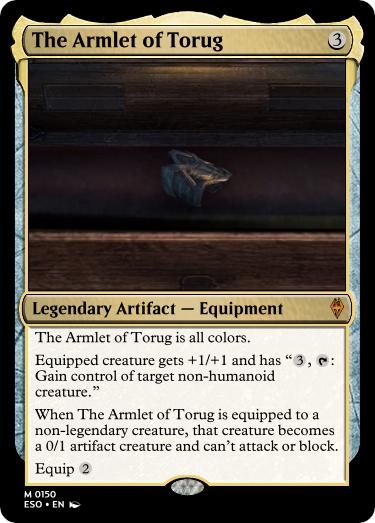 The Armlet of Torug 3
Legendary Artifact — Equipment
The Armlet of Torug is all colors.
Equipped creature gets +1/+1 and has “3, :
Gain control of target non-humanoid
creature.”
When The Armlet of Torug is equipped to a
non-legendary creature, that creature becomes
a 0/1 artifact creature and can’t attack or block.
Equip 2
M 0150
ESO • EN